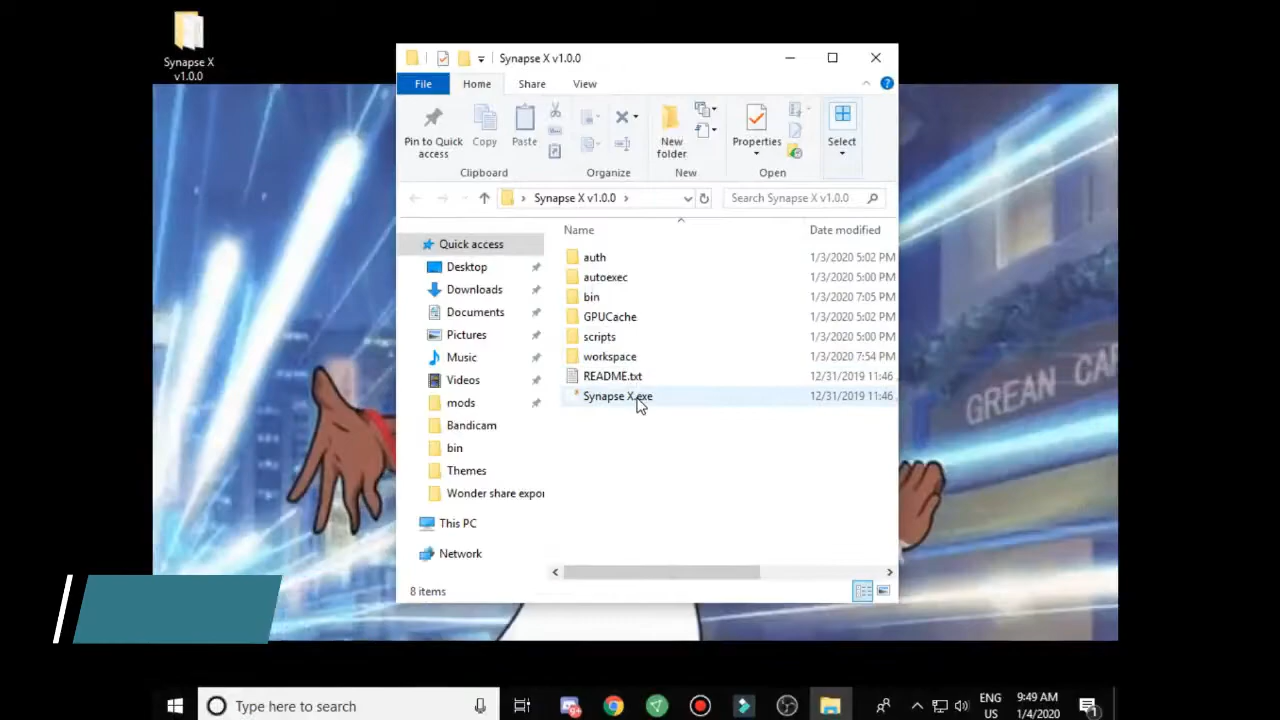 Synapse X
v1.0.0
Synapse X v1.0.0
File
Home
Share
View
Pin to Quick
access
Copy
Paste
New
folder
Properties
Select
Clipboard
Organize
New
Open
Synapse X v1.0.0
Search Synapse X v1.0.0
Name
Date modified
Quick access
Desktop
Downloads
Documents
Pictures
Music
Videos
mods
Bandicam
bin
Themes
Wonder share expor
This PC
Network
auth 1/3/2020 5:02 PM
autoexec 1/3/2020 5:00 PM
bin 1/3/2020 7:05 PM
GPUCache 1/3/2020 5:02 PM
scripts 1/3/2020 5:00 PM
workspace 1/3/2020 7:54 PM
README.txt 12/31/2019 11:46
Synapse X.exe 12/31/2019 11:46
8 items
GREAN CAR
Type here to search
ENG
US
9:49 AM
1/4/2020
1